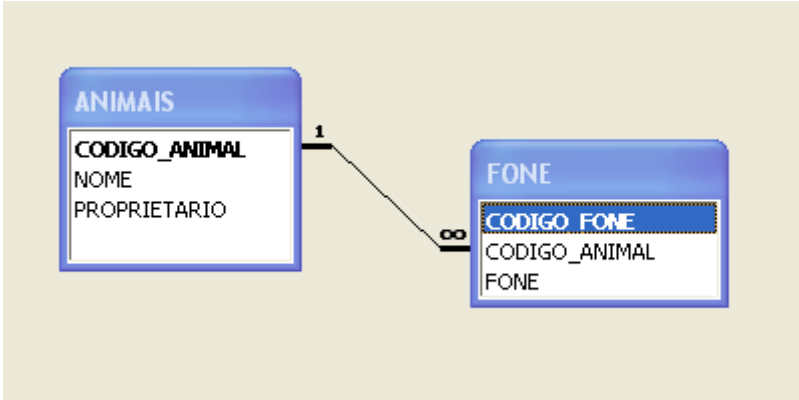 ANIMAIS
CODIGO_ANIMAL
NOME
PROPRIETARIO
1
∞
FONE
CODIGO_FONE
CODIGO_ANIMAL
FONE